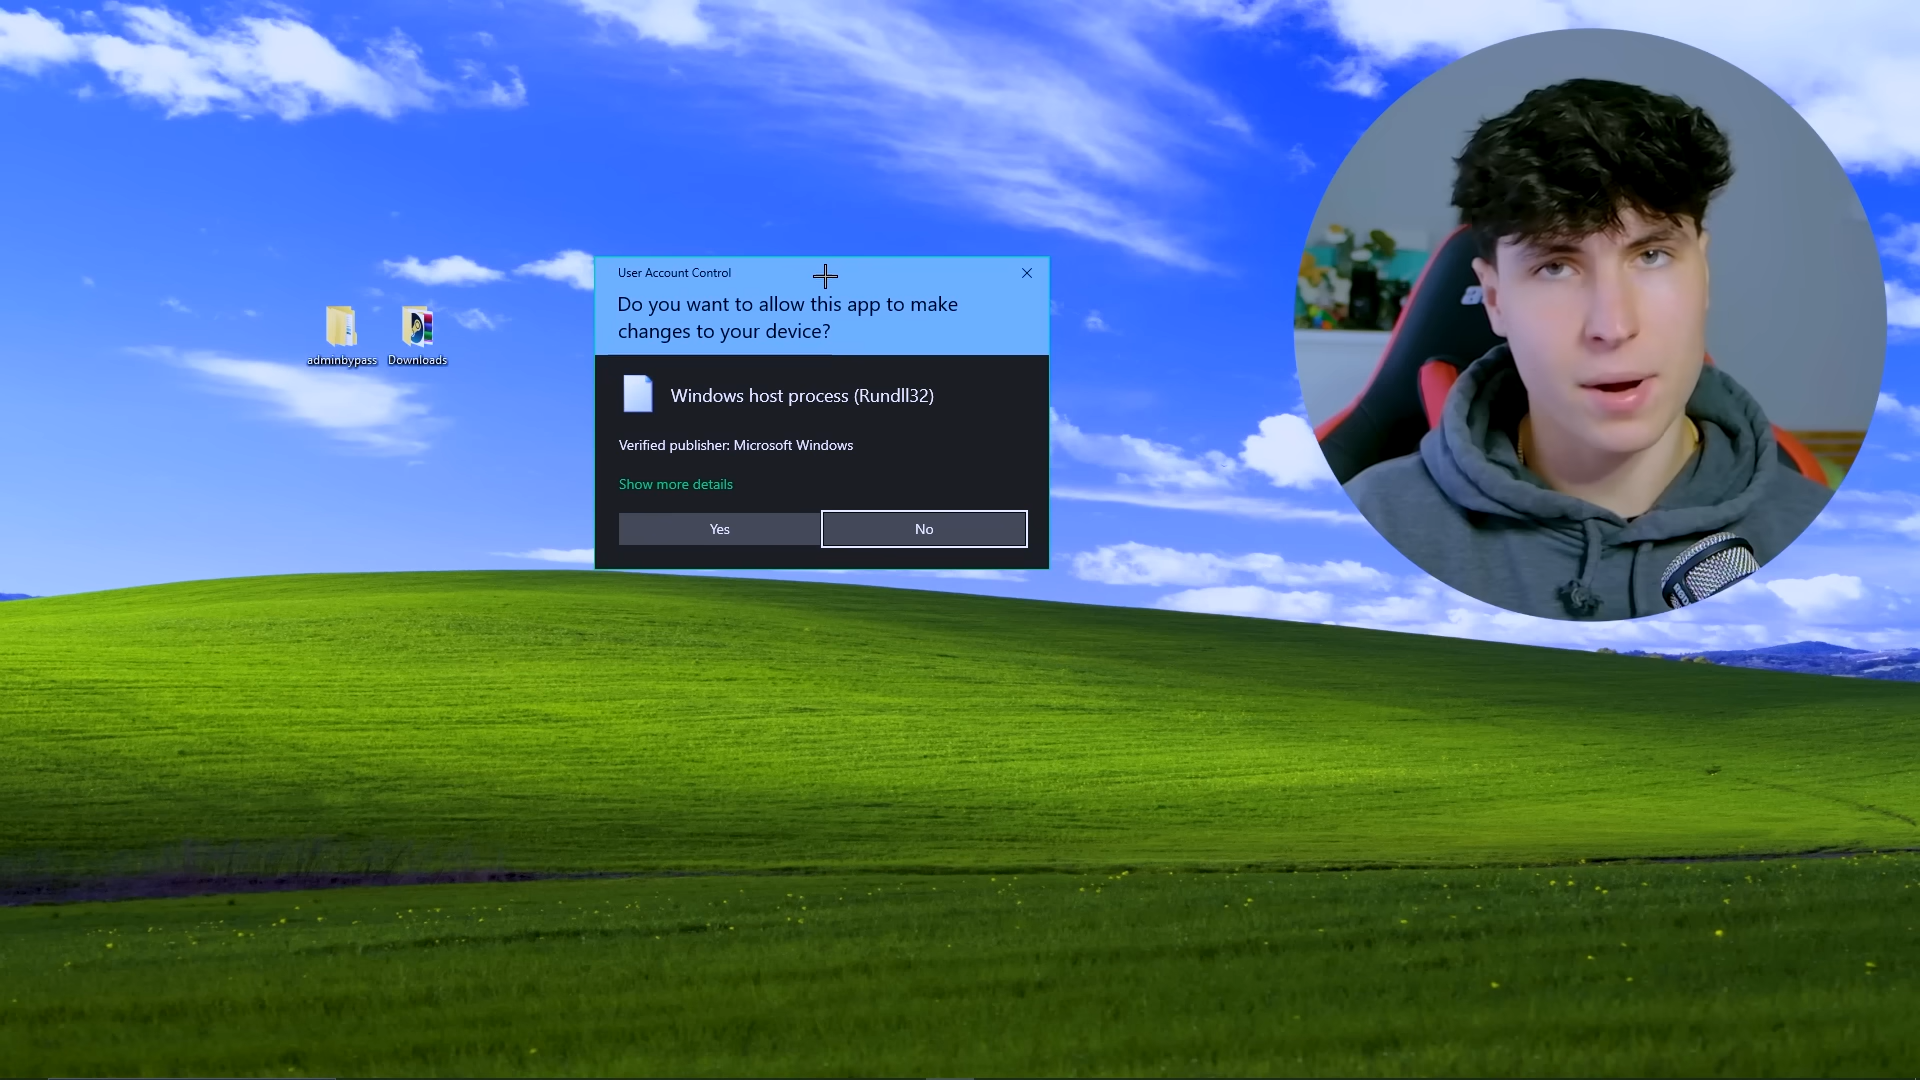 User Account Control
Do you want to allow this app to make
changes to your device?
Windows host process (Rundll32)
Verified publisher: Microsoft Windows
Show more details
Yes
No
adminbypass
Downloads